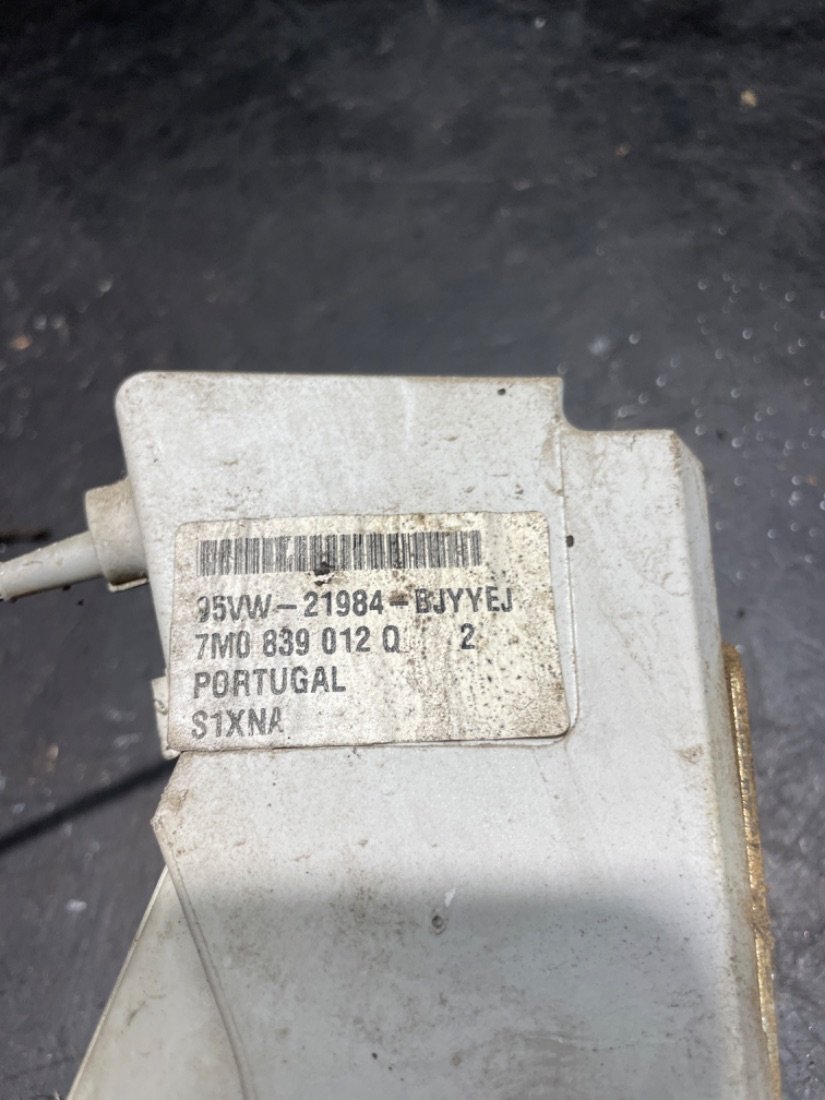 95VW-21984-BJYYEJ
7M0 839 012 Q 2
PORTUGAL
S1XNA